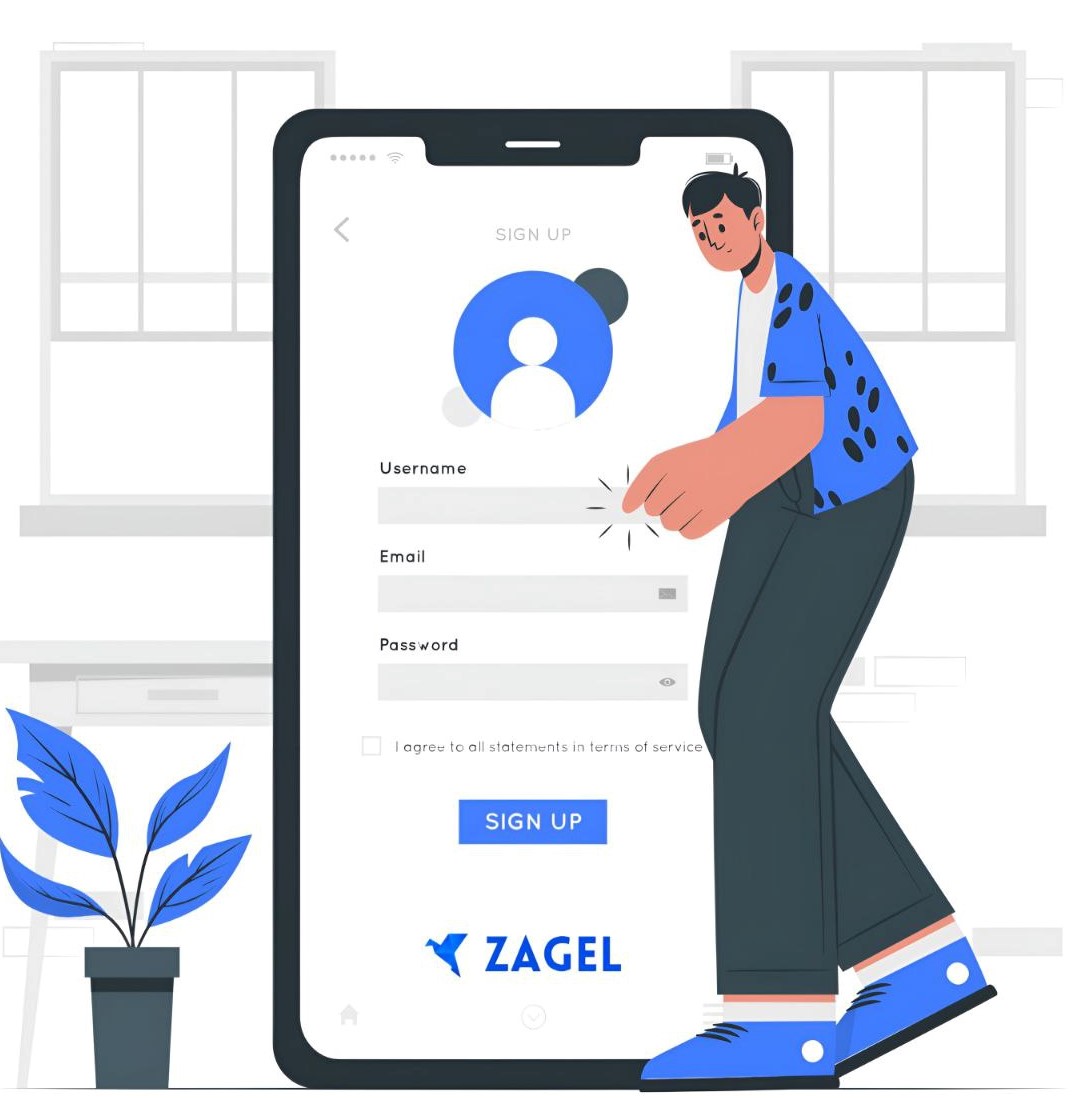 SIGN UP
Username
Email
Password
I agree to all statements in terms of service
SIGN UP
ZAGEL